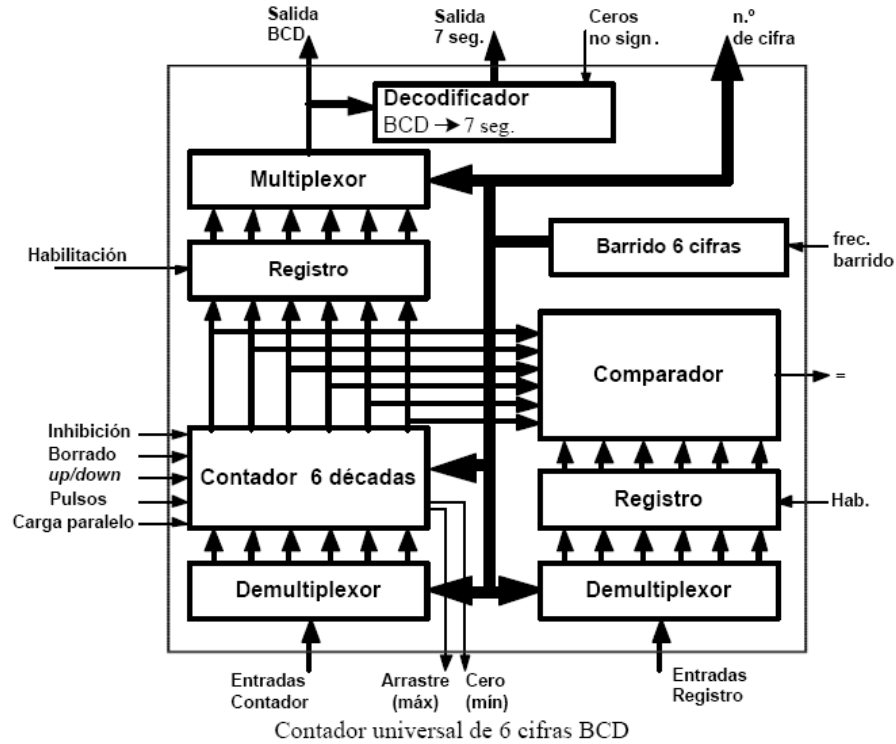 Salida
BCD
Salida
7 seg.
Ceros
no sign.
n.º
de cifra
Decodificador
BCD → 7 seg.
Multiplexor
Barrido 6 cifras
frec.
barrido
Habilitación
Registro
Comparador
=
Inhibición
Borrado
up/down
Pulsos
Carga paralelo
Contador 6 décadas
Registro
Hab.
Demultiplexor
Demultiplexor
Entradas
Contador
Arrastre
(máx)
Cero
(mín)
Entradas
Registro
Contador universal de 6 cifras BCD